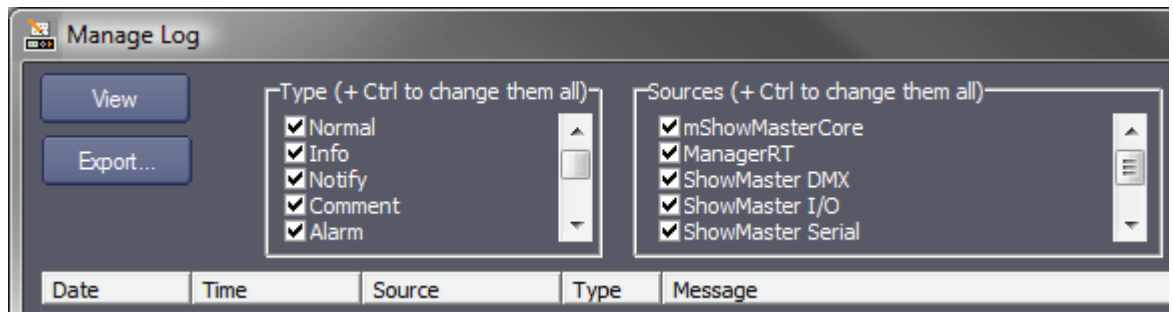 Manage Log
View
Export...
Type (+ Ctrl to change them all)
Normal
Info
Notify
Comment
Alarm
Sources (+ Ctrl to change them all)
mShowMasterCore
ManagerRT
ShowMaster DMX
ShowMaster I/O
ShowMaster Serial
Date Time Source Type Message